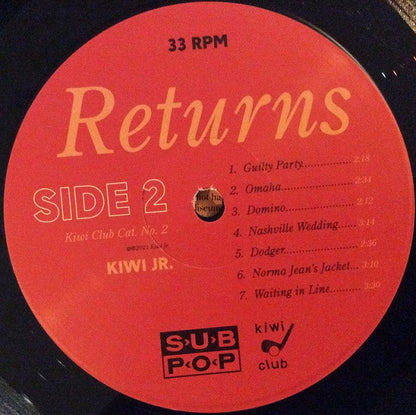 33 RPM
Returns
SIDE 2
Kiwi Club Cat. No. 2
KIWI JR.
1. Guilty Party............... 2:18
2. Omaha.................... 2:34
3. Domino................... 2:12
4. Nashville Wedding....... 3:14
5. Dodger.................... 2:36
6. Norma Jean's Jacket... 3:10
7. Waiting in Line.......... 3:20
SUB
POP
kiwi
club